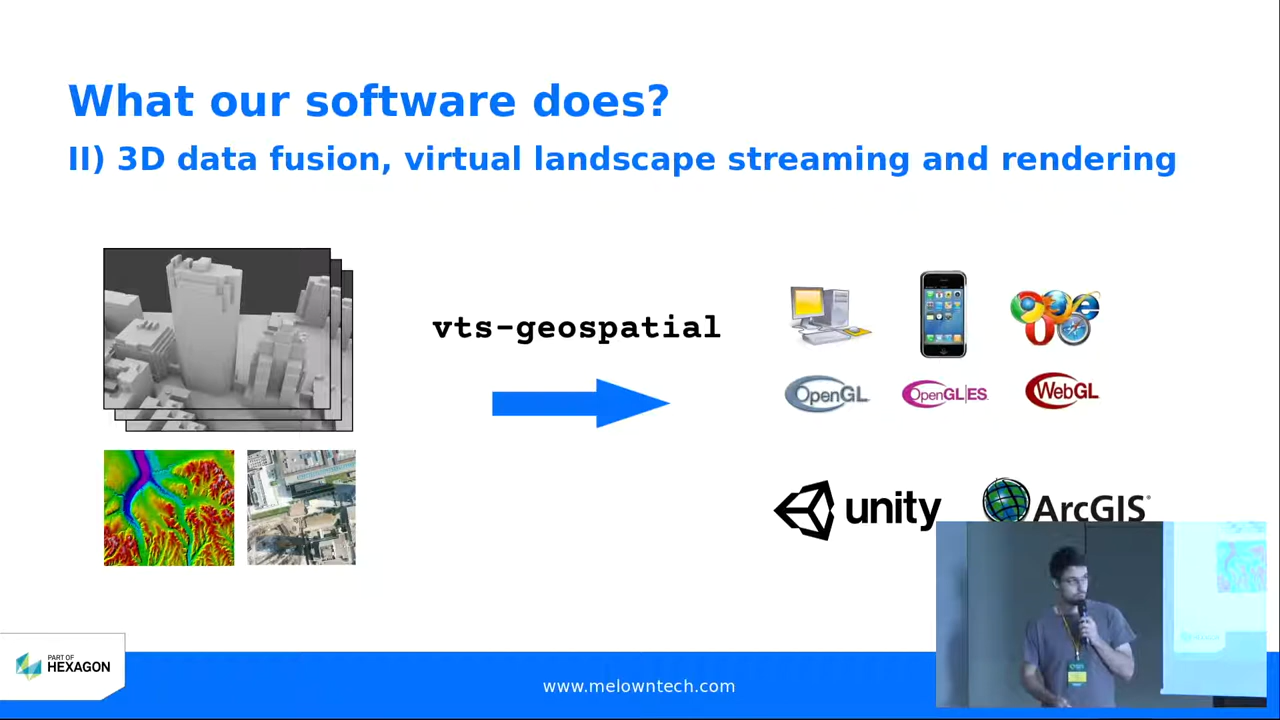 What our software does?
II) 3D data fusion, virtual landscape streaming and rendering
vts-geospatial
OpenGL
OpenGL|ES
WebGL
unity
ArcGIS
PART OF
HEXAGON
www.melowntech.com